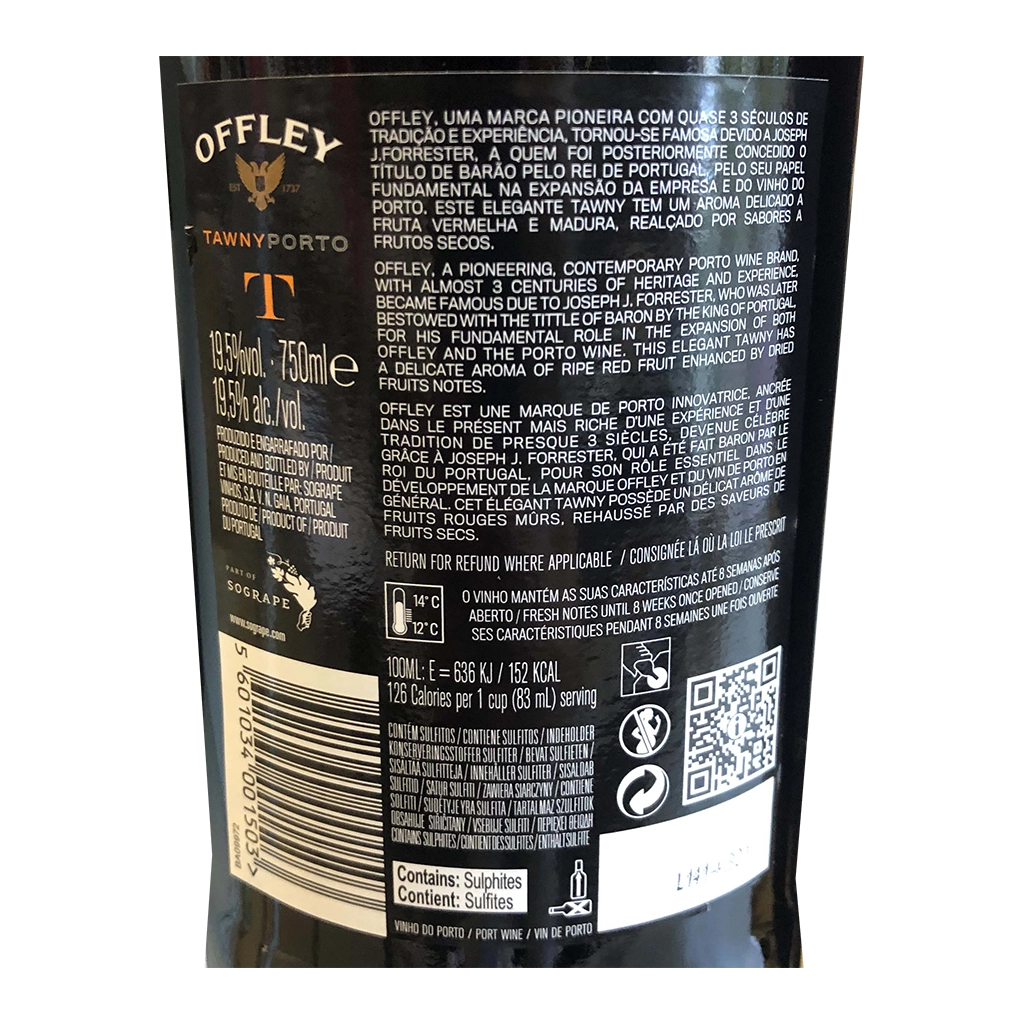 OFFLEY
EST 1737
TAWNYPORTO
T
19,5%vol. · 750ml e
19.5% alc./vol.
PRODUZIDO E ENGARRAFADO POR /
PRODUCED AND BOTTLED BY / PRODUIT
ET MIS EN BOUTEILLE PAR: SOGRAPE
VINHOS, S.A. V. N. GAIA, PORTUGAL
PRODUTO DE / PRODUCT OF / PRODUIT
DU PORTUGAL
PART OF
SOGRAPE
www.sogrape.com
5 601034 001503 >
OFFLEY, UMA MARCA PIONEIRA COM QUASE 3 SÉCULOS DE
TRADIÇÃO E EXPERIÊNCIA, TORNOU-SE FAMOSA DEVIDO A JOSEPH
J.FORRESTER, A QUEM FOI POSTERIORMENTE CONCEDIDO O
TÍTULO DE BARÃO PELO REI DE PORTUGAL, PELO SEU PAPEL
FUNDAMENTAL NA EXPANSÃO DA EMPRESA E DO VINHO DO
PORTO. ESTE ELEGANTE TAWNY TEM UM AROMA DELICADO A
FRUTA VERMELHA E MADURA, REALÇADO POR SABORES A
FRUTOS SECOS.
OFFLEY, A PIONEERING, CONTEMPORARY PORTO WINE BRAND,
WITH ALMOST 3 CENTURIES OF HERITAGE AND EXPERIENCE,
BECAME FAMOUS DUE TO JOSEPH J. FORRESTER, WHO WAS LATER
BESTOWED WITH THE TITTLE OF BARON BY THE KING OF PORTUGAL,
FOR HIS FUNDAMENTAL ROLE IN THE EXPANSION OF BOTH
OFFLEY AND THE PORTO WINE. THIS ELEGANT TAWNY HAS
A DELICATE AROMA OF RIPE RED FRUIT ENHANCED BY DRIED
FRUITS NOTES.
OFFLEY EST UNE MARQUE DE PORTO INNOVATRICE, ANCRÉE
DANS LE PRÉSENT MAIS RICHE D'UNE EXPÉRIENCE ET D'UNE
TRADITION DE PRESQUE 3 SIÈCLES, DEVENUE CÉLÈBRE
GRÂCE À JOSEPH J. FORRESTER, QUI A ÉTÉ FAIT BARON PAR LE
ROI DU PORTUGAL, POUR SON RÔLE ESSENTIEL DANS LE
DÉVELOPPEMENT DE LA MARQUE OFFLEY ET DU VIN DE PORTO EN
GÉNÉRAL. CET ÉLÉGANT TAWNY POSSÈDE UN DÉLICAT ARÔME DE
FRUITS ROUGES MÛRS, REHAUSSÉ PAR DES SAVEURS DE
FRUITS SECS.
RETURN FOR REFUND WHERE APPLICABLE / CONSIGNÉE LÁ OÙ LA LOI LE PRESCRIT
14°C
12°C
O VINHO MANTÉM AS SUAS CARACTERÍSTICAS ATÉ 8 SEMANAS APÓS
ABERTO / FRESH NOTES UNTIL 8 WEEKS ONCE OPENED / CONSERVE
SES CARACTÉRISTIQUES PENDANT 8 SEMAINES UNE FOIS OUVERTE
100ML: E = 636 KJ / 152 KCAL
126 Calories per 1 cup (83 mL) serving
CONTÉM SULFITOS / CONTIENE SULFITOS / INDEHOLDER
KONSERVERINGSSTOFFER SULFITER / BEVAT SULFIETEN /
SISÄLTÄÄ SULFIITTEJA / INNEHÅLLER SULFITER / SISALDAB
SULFITID / SATUR SULFĪTI / ZAWIERA SIARCZYNY / CONTIENE
SOLFITI / SUDĖTYJE YRA SULFITA / TARTALMAZ SZULFITOK
OBSAHUJE SIŘIČITANY / VSEBUJE SULFITI / ΠΕΡΙΕΧΕΙ ΘΕΙΩΔΗ
CONTAINS SULPHITES / CONTIENT DES SULFITES / ENTHÄLT SULFITE
Contains: Sulphites
Contient: Sulfites
VINHO DO PORTO / PORT WINE / VIN DE PORTO